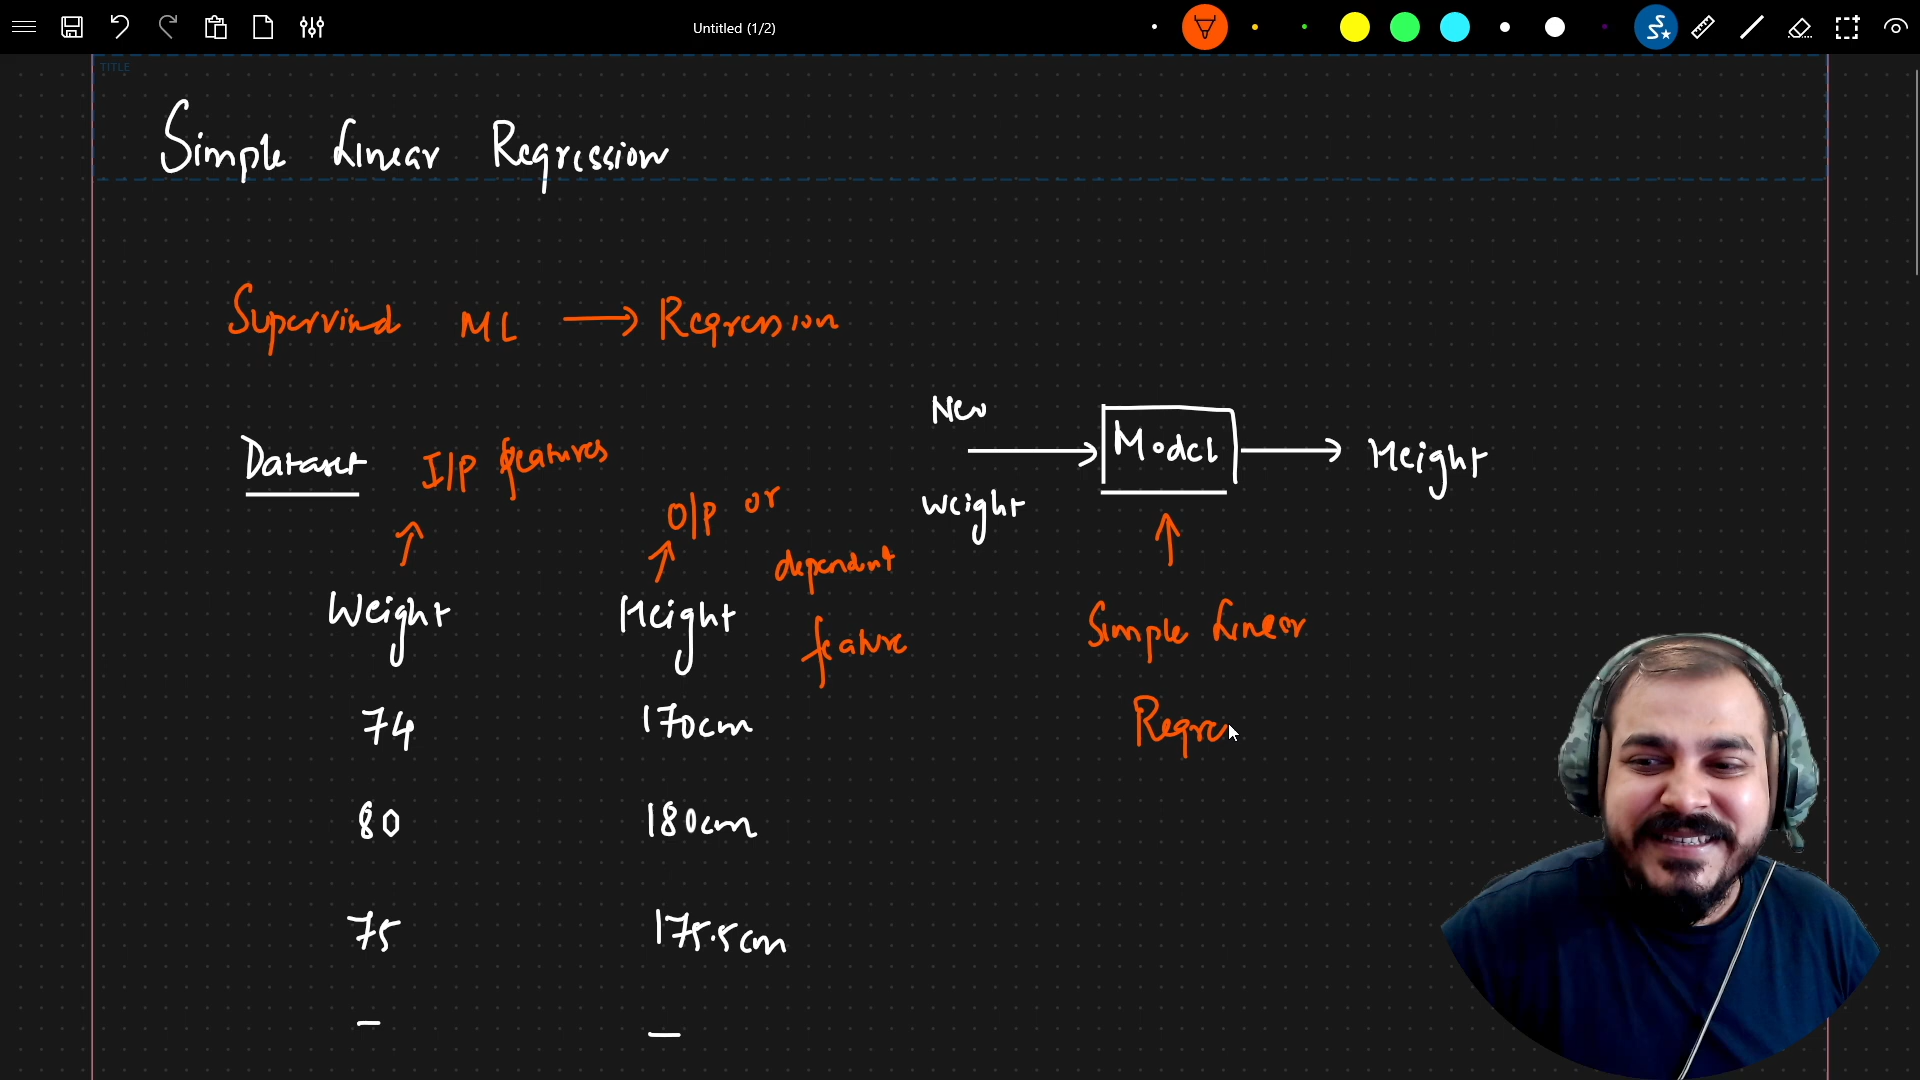 Untitled (1/2)
TITLE
Simple Linear Regression
Supervised ML → Regression
New
Dataset I/P features
Model → Height
O/P or
Weight
dependent
Weight Height
feature
Simple Linear
74 170cm
Regre
80 180cm
75 175.5cm
- -